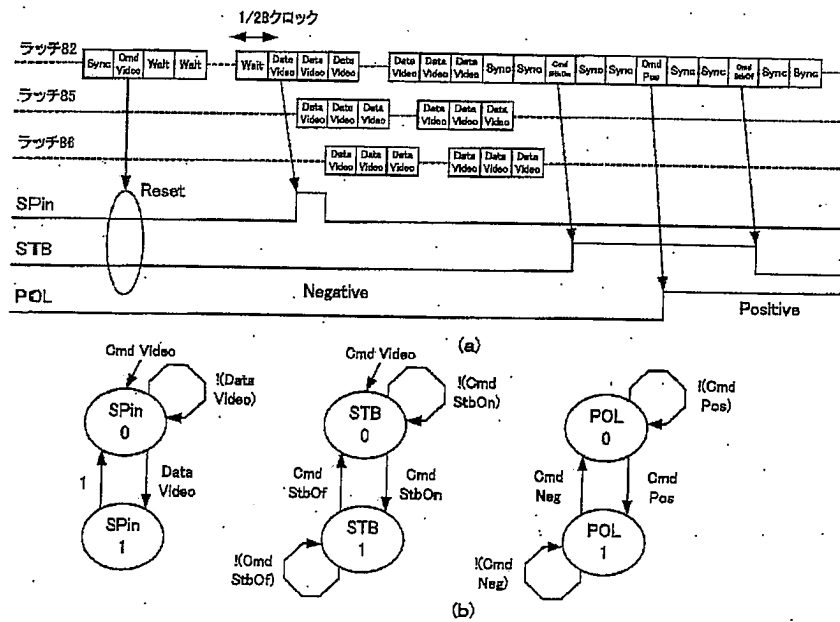 1/2Bクロック
ラッチ82
Sync Cmd Video Wait Wait Wait Data Video Data Video Data Video Data Video Data Video Data Video Sync Sync Cmd StbOn Sync Sync Cmd Pos Sync Sync Cmd StbOf Sync Sync
ラッチ85
Data Video Data Video Data Video Data Video Data Video Data Video
ラッチ86
Data Video Data Video Data Video Data Video Data Video Data Video
Reset
SPin
STB
Negative
POL
Positive
(a)
Cmd Video
!(Data Video)
SPin 0
1
Data Video
SPin 1
Cmd Video
!(Cmd StbOn)
STB 0
Cmd StbOf
Cmd StbOn
STB 1
!(Cmd StbOf)
!(Cmd Pos)
POL 0
Cmd Neg
Cmd Pos
POL 1
!(Cmd Neg)
(b)